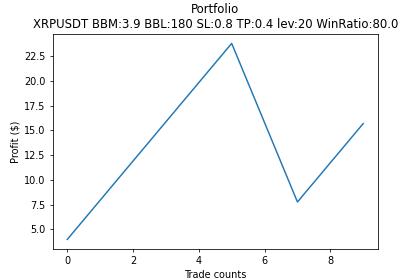 Portfolio
XRPUSDT BBM:3.9 BBL:180 SL:0.8 TP:0.4 lev:20 WinRatio:80.0
22.5
20.0
17.5
15.0
12.5
10.0
7.5
5.0
Profit ($)
0 2 4 6 8
Trade counts